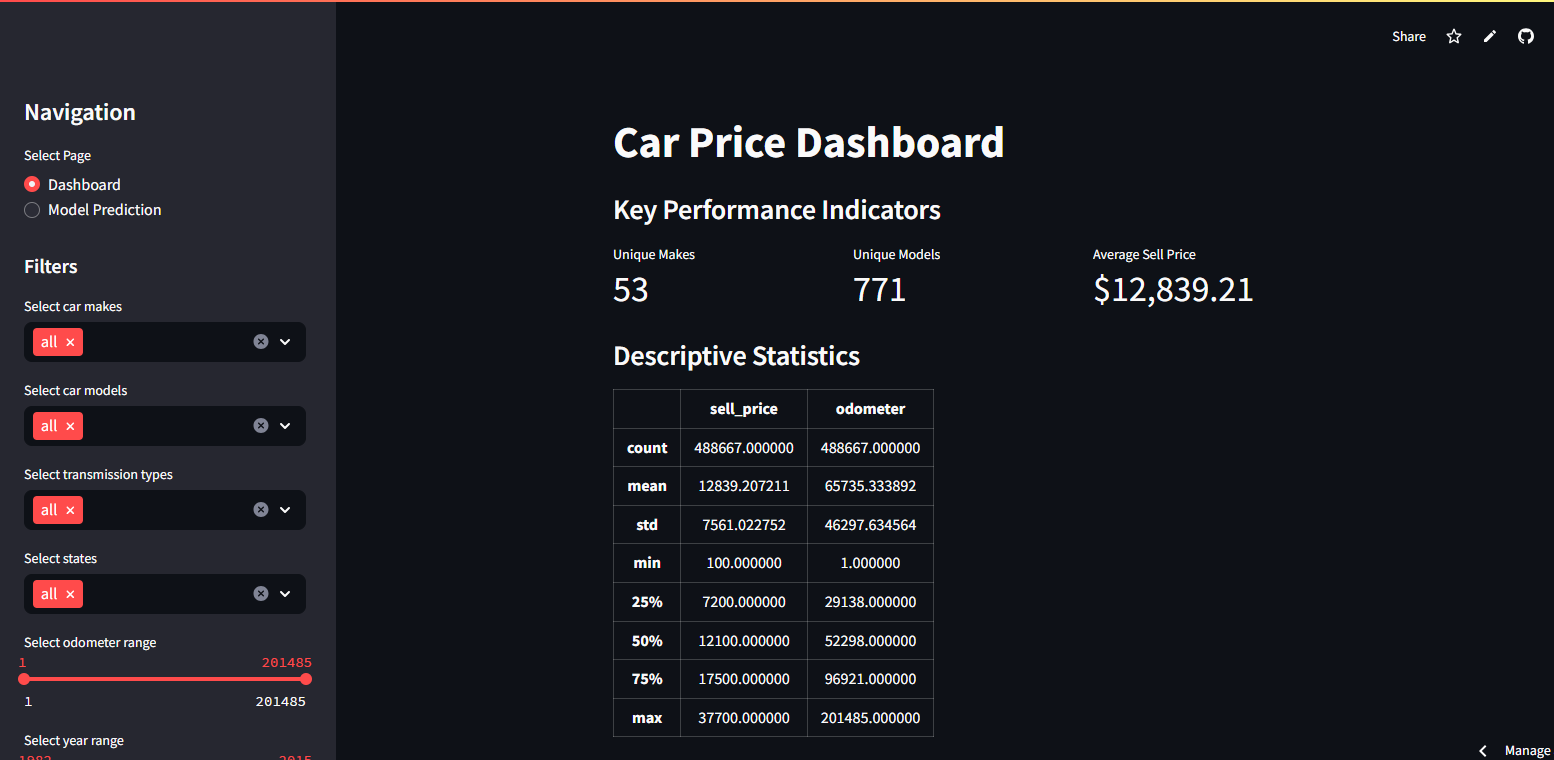 Share
Navigation
Select Page
Dashboard
Model Prediction
Filters
Select car makes
all ×
Select car models
all ×
Select transmission types
all ×
Select states
all ×
Select odometer range
1 201485
1 201485
Select year range
Car Price Dashboard
Key Performance Indicators
Unique Makes Unique Models Average Sell Price
53 771 $12,839.21
Descriptive Statistics
sell_price odometer
count 488667.000000 488667.000000
mean 12839.207211 65735.333892
std 7561.022752 46297.634564
min 100.000000 1.000000
25% 7200.000000 29138.000000
50% 12100.000000 52298.000000
75% 17500.000000 96921.000000
max 37700.000000 201485.000000
Manage